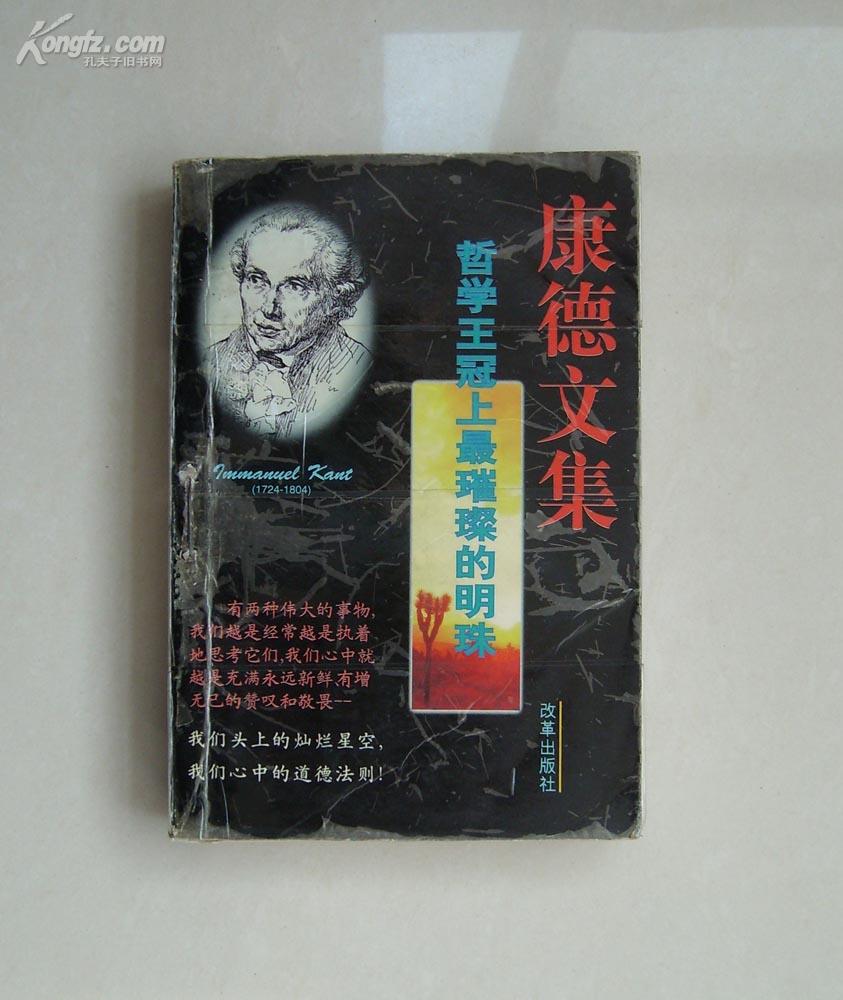 Kongfz.com
孔夫子旧书网
康德文集
哲学王冠上最璀璨的明珠
Immanuel Kant
(1724-1804)
有两种伟大的事物,
我们越是经常越是执着
地思考它们,我们心中就
越是充满永远新鲜,有增
无已的赞叹和敬畏--
我们头上的灿烂星空,
我们心中的道德法则!
改革出版社